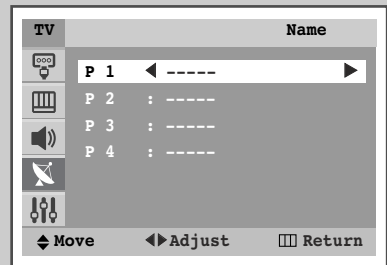 TV Name
P 1 ◀ ----- ▶
P 2 : -----
P 3 : -----
P 4 : -----
Move Adjust Return